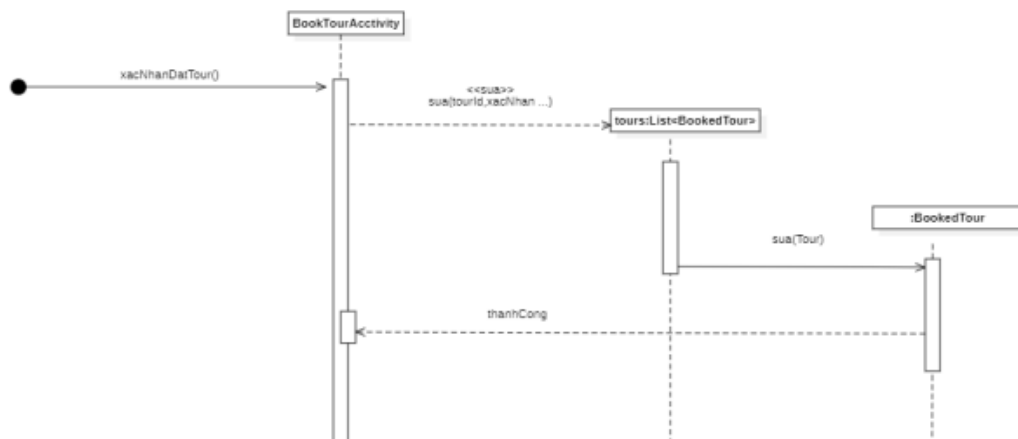 BookTourAcctivity
xacNhanDatTour()
<<sua>>
sua(tourId,xacNhan ...)
tours:List<BookedTour>
:BookedTour
sua(Tour)
thanhCong